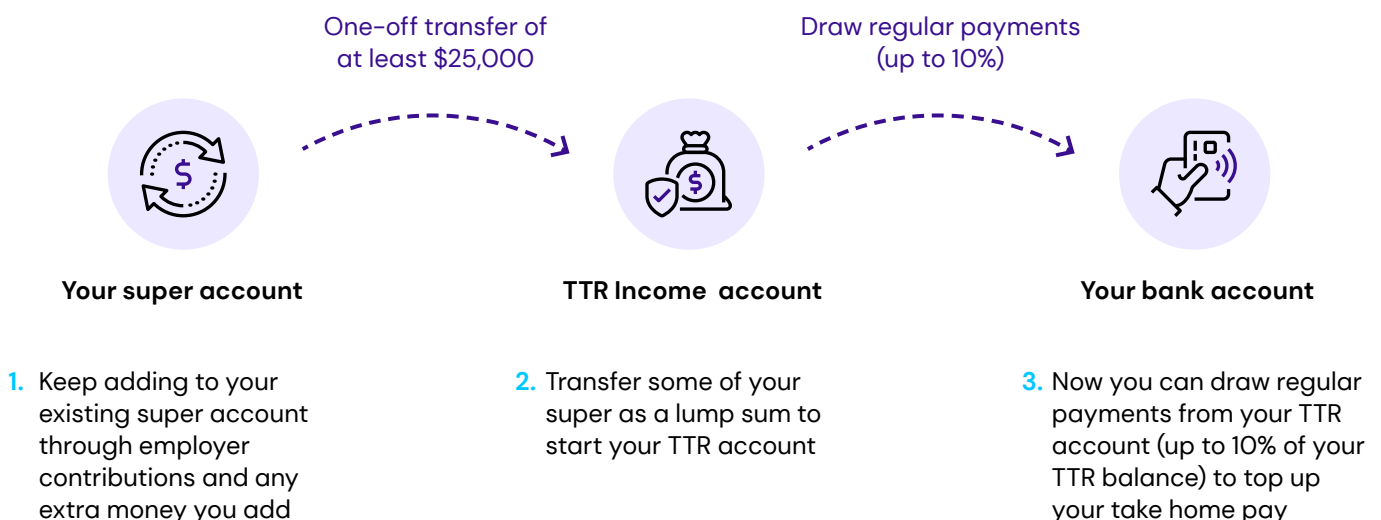 One-off transfer of
at least $25,000
Draw regular payments
(up to 10%)
$
$
Your super account
TTR Income account
Your bank account
1. Keep adding to your
existing super account
through employer
contributions and any
extra money you add
2. Transfer some of your
super as a lump sum to
start your TTR account
3. Now you can draw regular
payments from your TTR
account (up to 10% of your
TTR balance) to top up
your take home pay